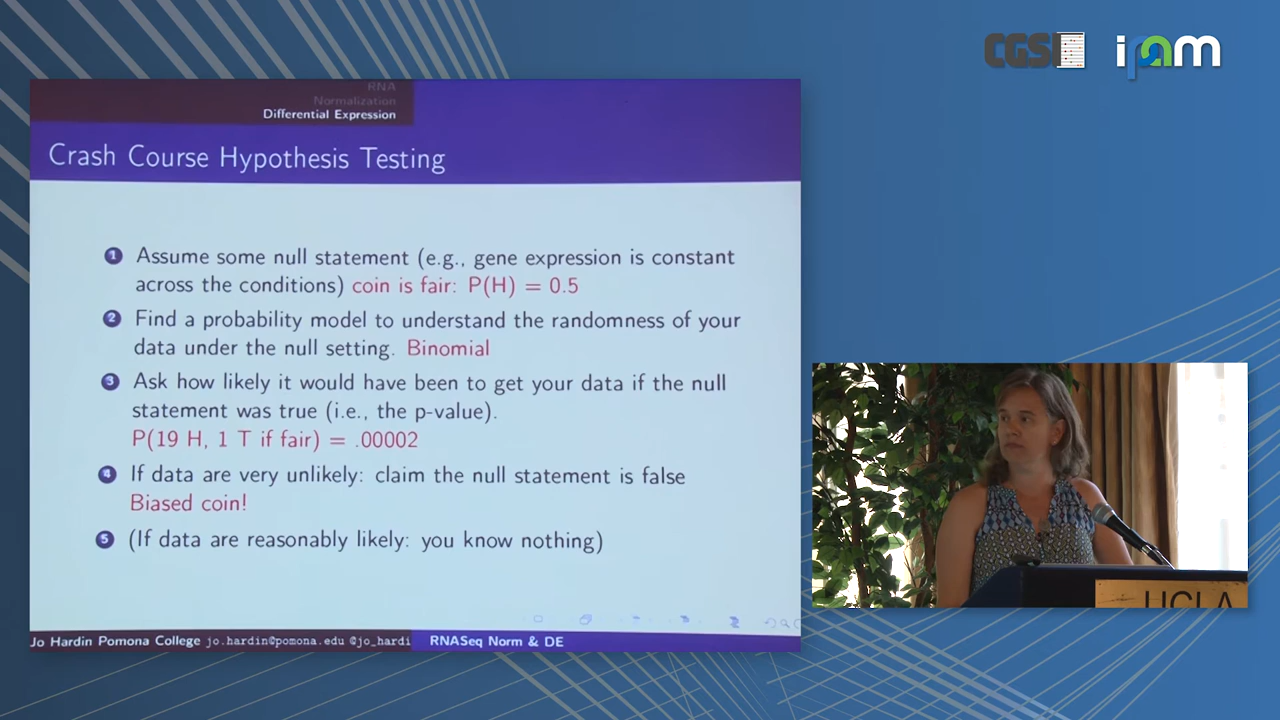 CGSI
ipam
RNA
Normalization
Differential Expression
Crash Course Hypothesis Testing
1 Assume some null statement (e.g., gene expression is constant
across the conditions) coin is fair: P(H) = 0.5
2 Find a probability model to understand the randomness of your
data under the null setting. Binomial
3 Ask how likely it would have been to get your data if the null
statement was true (i.e., the p-value).
P(19 H, 1 T if fair) = .00002
4 If data are very unlikely: claim the null statement is false
Biased coin!
5 (If data are reasonably likely: you know nothing)
Jo Hardin Pomona College jo.hardin@pomona.edu @jo_hardi
RNASeq Norm & DE
UCLA